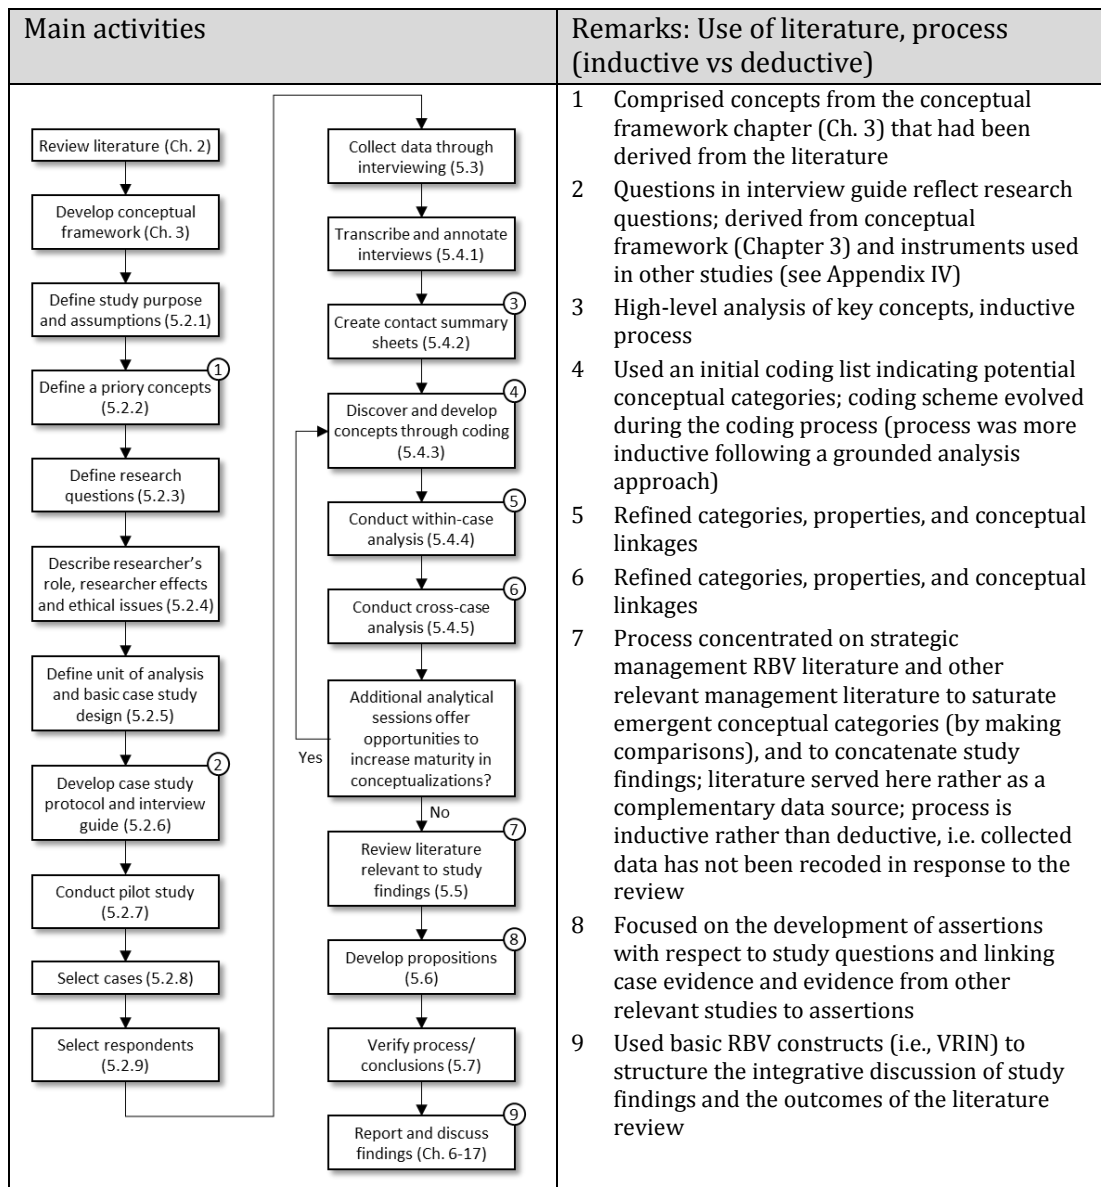 Main activities
Remarks: Use of literature, process
(inductive vs deductive)
Review literature (Ch. 2)
Develop conceptual
framework (Ch. 3)
Define study purpose
and assumptions (5.2.1)
1
Define a priory concepts
(5.2.2)
Define research
questions (5.2.3)
Describe researcher's
role, researcher effects
and ethical issues (5.2.4)
Define unit of analysis
and basic case study
design (5.2.5)
2
Develop case study
protocol and interview
guide (5.2.6)
Conduct pilot study
(5.2.7)
Select cases (5.2.8)
Select respondents
(5.2.9)
Collect data through
interviewing (5.3)
Transcribe and annotate
interviews (5.4.1)
3
Create contact summary
sheets (5.4.2)
4
Discover and develop
concepts through coding
(5.4.3)
5
Conduct within-case
analysis (5.4.4)
6
Conduct cross-case
analysis (5.4.5)
Additional analytical
sessions offer
opportunities to
increase maturity in
conceptualizations?
Yes
No
7
Review literature
relevant to study
findings (5.5)
8
Develop propositions
(5.6)
Verify process/
conclusions (5.7)
9
Report and discuss
findings (Ch. 6-17)
1 Comprised concepts from the conceptual
framework chapter (Ch. 3) that had been
derived from the literature
2 Questions in interview guide reflect research
questions; derived from conceptual
framework (Chapter 3) and instruments used
in other studies (see Appendix IV)
3 High-level analysis of key concepts, inductive
process
4 Used an initial coding list indicating potential
conceptual categories; coding scheme evolved
during the coding process (process was more
inductive following a grounded analysis
approach)
5 Refined categories, properties, and conceptual
linkages
6 Refined categories, properties, and conceptual
linkages
7 Process concentrated on strategic
management RBV literature and other
relevant management literature to saturate
emergent conceptual categories (by making
comparisons), and to concatenate study
findings; literature served here rather as a
complementary data source; process is
inductive rather than deductive, i.e. collected
data has not been recoded in response to the
review
8 Focused on the development of assertions
with respect to study questions and linking
case evidence and evidence from other
relevant studies to assertions
9 Used basic RBV constructs (i.e., VRIN) to
structure the integrative discussion of study
findings and the outcomes of the literature
review